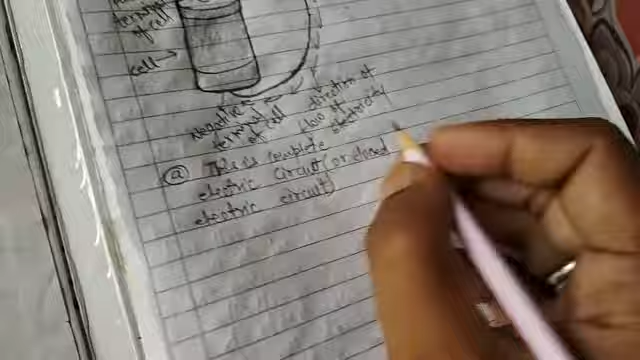 terminal
of cell
cell
Negative
terminal
of cell
direction of
flow of
electricity
(a) This is complete
electric circuit (or closed
electric circuit)